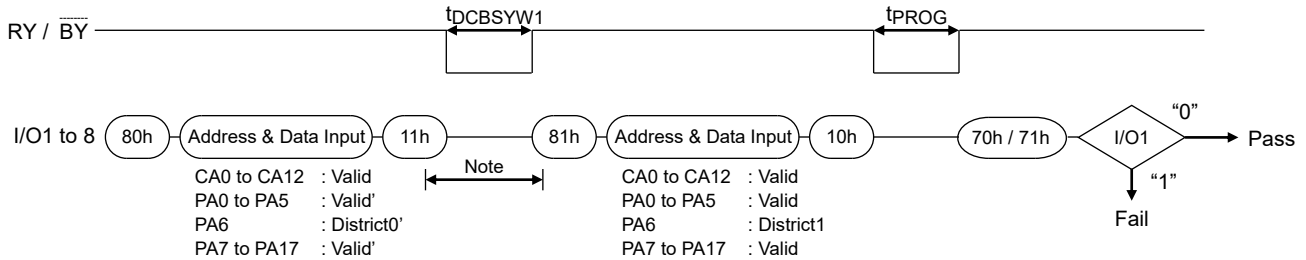 tDCBSYW1
tPROG
RY / BY
I/O1 to 8
80h
Address & Data Input
11h
81h
Address & Data Input
10h
70h / 71h
I/O1
“0”
Pass
“1”
Fail
Note
CA0 to CA12 : Valid
PA0 to PA5 : Valid’
PA6 : District0’
PA7 to PA17 : Valid’
CA0 to CA12 : Valid
PA0 to PA5 : Valid
PA6 : District1
PA7 to PA17 : Valid